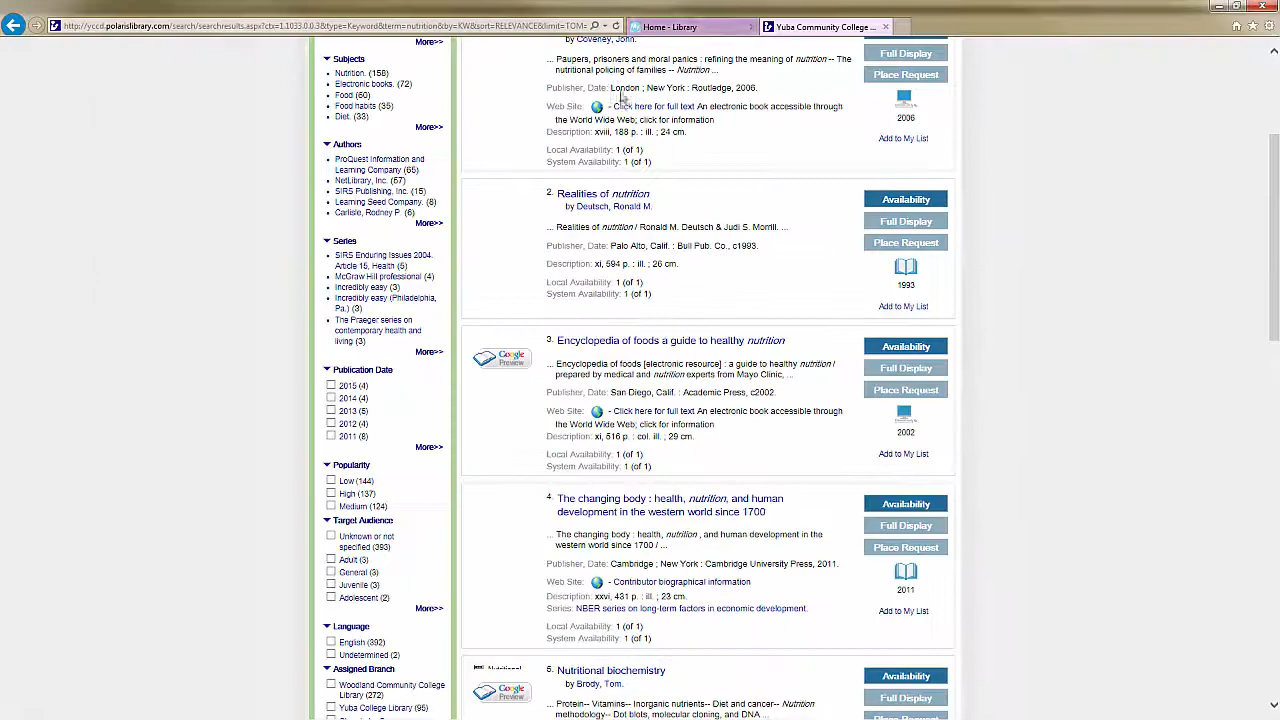 http://yccd.polarislibrary.com/search/searchresults.aspx?ctx=1.1033.0.0.3&type=Keyword&term=nutrition&by=KW&sort=RELEVANCE&limit=TOM=
Home - Library
Yuba Community College ...
More>>
Subjects
Nutrition. (158)
Electronic books. (72)
Food (60)
Food habits (35)
Diet. (33)
More>>
Authors
ProQuest Information and
Learning Company (65)
NetLibrary, Inc. (57)
SIRS Publishing, Inc. (15)
Learning Seed Company. (8)
Carlisle, Rodney P. (6)
More>>
Series
SIRS Enduring Issues 2004.
Article 15, Health (5)
McGraw Hill professional (4)
Incredibly easy (3)
Incredibly easy (Philadelphia,
Pa.) (3)
The Praeger series on
contemporary health and
living (3)
More>>
Publication Date
2015 (4)
2014 (4)
2013 (5)
2012 (4)
2011 (8)
More>>
Popularity
Low (144)
High (137)
Medium (124)
Target Audience
Unknown or not
specified (393)
Adult (3)
General (3)
Juvenile (3)
Adolescent (2)
More>>
Language
English (392)
Undetermined (2)
Assigned Branch
Woodland Community College
Library (272)
Yuba College Library (95)
by Coveney, John.
... Paupers, prisoners and moral panics : refining the meaning of nutrition -- The
nutritional policing of families -- Nutrition ...
Publisher, Date: London ; New York : Routledge, 2006.
Web Site: - Click here for full text An electronic book accessible through
the World Wide Web; click for information
Description: xviii, 188 p. : ill. ; 24 cm.
Local Availability: 1 (of 1)
System Availability: 1 (of 1)
Full Display
Place Request
2006
Add to My List
2. Realities of nutrition
by Deutsch, Ronald M.
... Realities of nutrition / Ronald M. Deutsch & Judi S. Morrill. ...
Publisher, Date: Palo Alto, Calif. : Bull Pub. Co., c1993.
Description: xi, 594 p. : ill. ; 26 cm.
Local Availability: 1 (of 1)
System Availability: 1 (of 1)
Availability
Full Display
Place Request
1993
Add to My List
Google
Preview
3. Encyclopedia of foods a guide to healthy nutrition
... Encyclopedia of foods [electronic resource] : a guide to healthy nutrition /
prepared by medical and nutrition experts from Mayo Clinic, ...
Publisher, Date: San Diego, Calif. : Academic Press, c2002.
Web Site: - Click here for full text An electronic book accessible through
the World Wide Web; click for information
Description: xi, 516 p. : col. ill. ; 29 cm.
Local Availability: 1 (of 1)
System Availability: 1 (of 1)
Availability
Full Display
Place Request
2002
Add to My List
4. The changing body : health, nutrition, and human
development in the western world since 1700
... The changing body : health, nutrition , and human development in the
western world since 1700 / ...
Publisher, Date: Cambridge ; New York : Cambridge University Press, 2011.
Web Site: - Contributor biographical information
Description: xxvi, 431 p. : ill. ; 23 cm.
Series: NBER series on long-term factors in economic development.
Local Availability: 1 (of 1)
System Availability: 1 (of 1)
Availability
Full Display
Place Request
2011
Add to My List
Nutritional
Google
Preview
5. Nutritional biochemistry
by Brody, Tom.
... Protein-- Vitamins-- Inorganic nutrients-- Diet and cancer-- Nutrition
methodology-- Dot blots, molecular cloning, and DNA ...
Availability
Full Display
Place Request